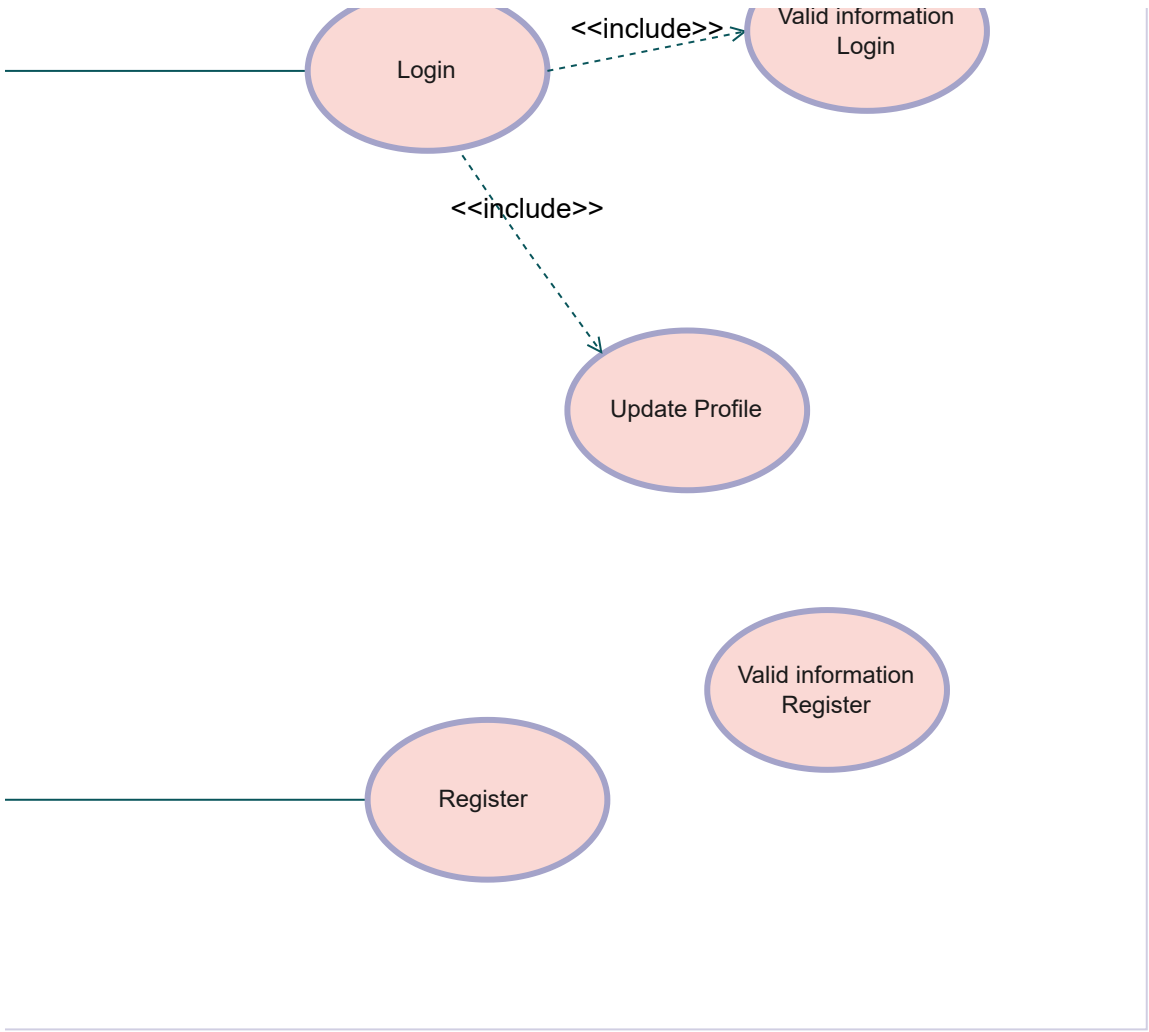 <<include>>
Valid information
Login
Login
<<include>>
Update Profile
Valid information
Register
Register